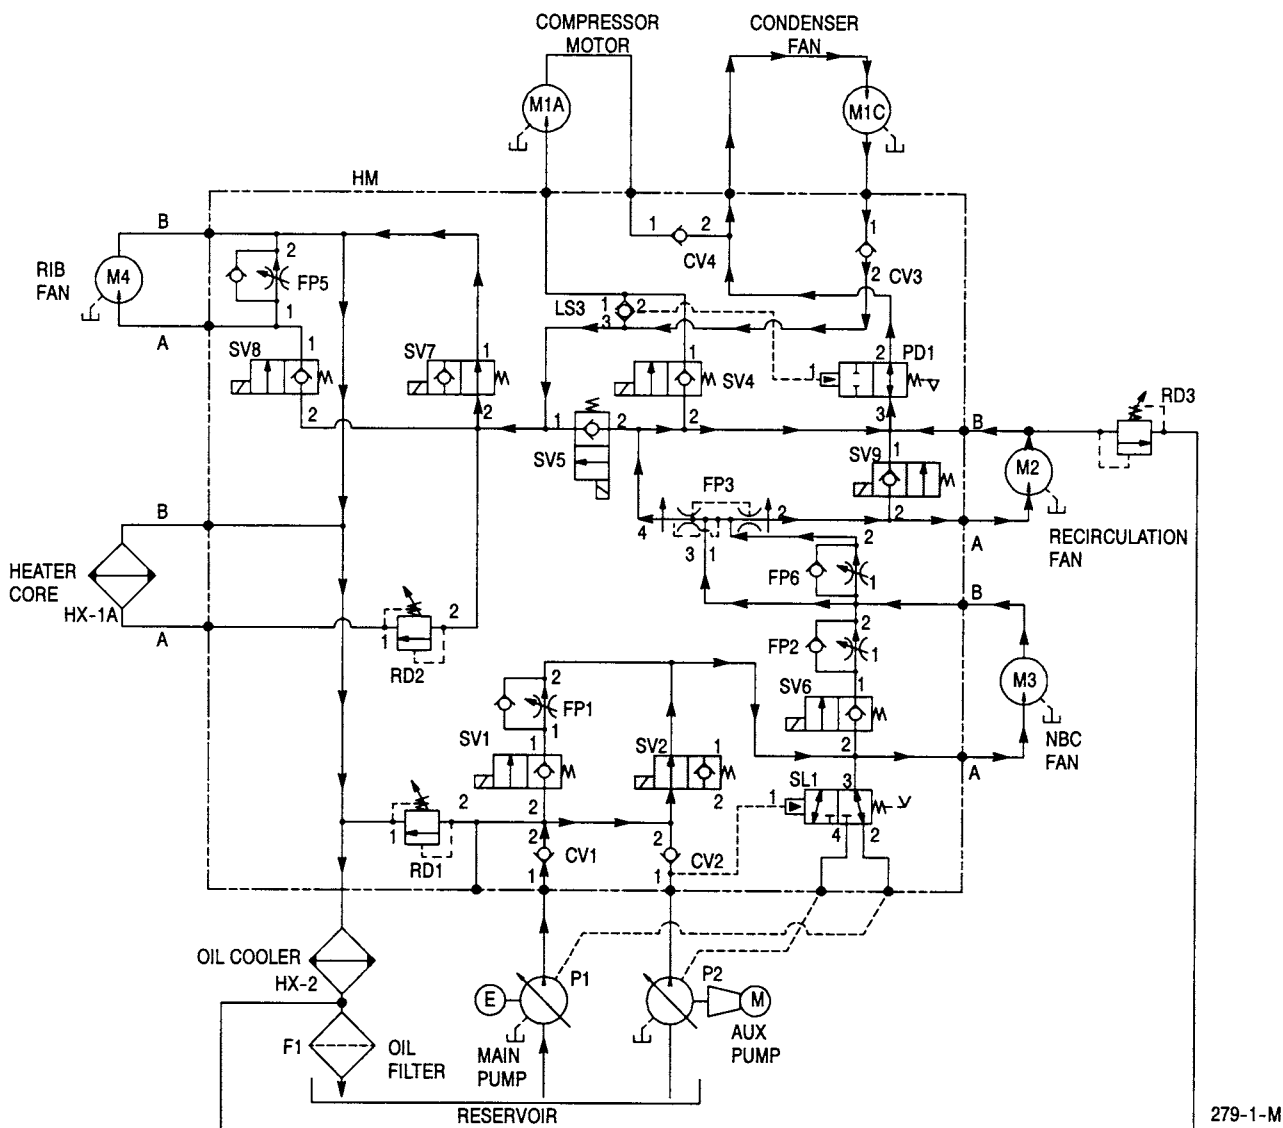 COMPRESSOR
MOTOR
CONDENSER
FAN
M1A
M1C
HM
B
1
2
1
CV4
2
CV3
RIB
FAN
M4
2
FP5
1
LS3
1
2
3
A
SV8
1
SV7
1
1
SV4
2
PD1
1
RD3
2
2
1
2
2
3
B
SV5
SV9
1
M2
FP3
4
2
2
3
1
A
RECIRCULATION
FAN
B
2
FP6
1
HEATER
CORE
HX-1A
B
A
1
2
2
FP2
1
RD2
2
FP1
1
SV6
1
M3
SV1
1
SV2
1
2
NBC
FAN
A
SL1
3
1
2
2
2
4
2
1
RD1
2
CV1
2
CV2
1
1
OIL COOLER
HX-2
P1
P2
E
M
F1
OIL
FILTER
MAIN
PUMP
AUX
PUMP
RESERVOIR
279-1-M